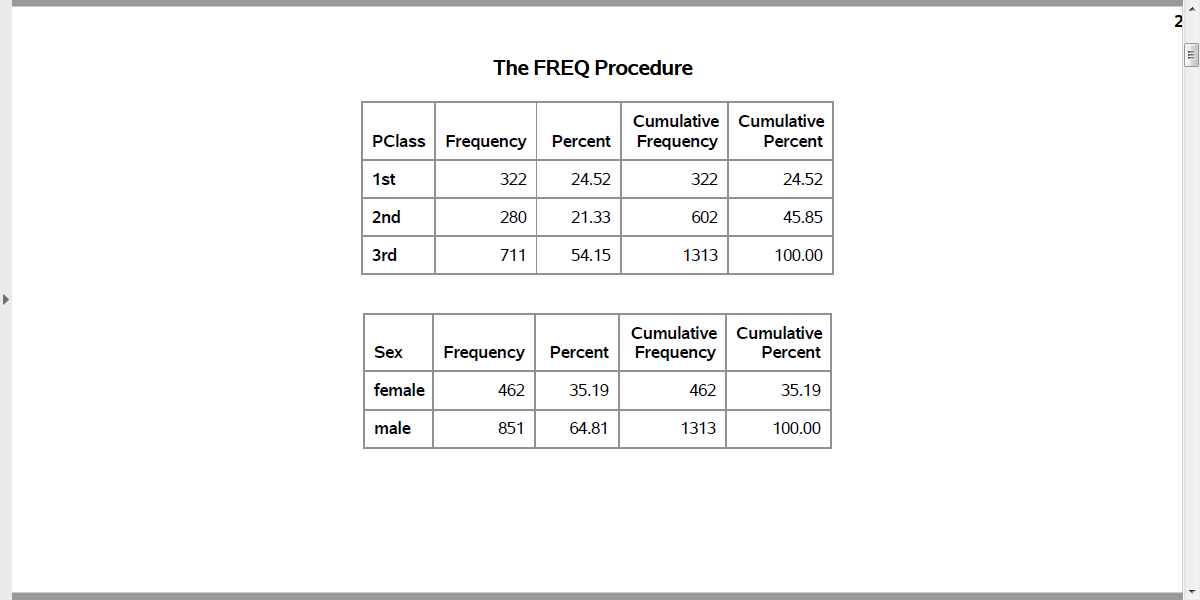 2
The FREQ Procedure
PClass Frequency Percent Cumulative Frequency Cumulative Percent
1st 322 24.52 322 24.52
2nd 280 21.33 602 45.85
3rd 711 54.15 1313 100.00
Sex Frequency Percent Cumulative Frequency Cumulative Percent
female 462 35.19 462 35.19
male 851 64.81 1313 100.00